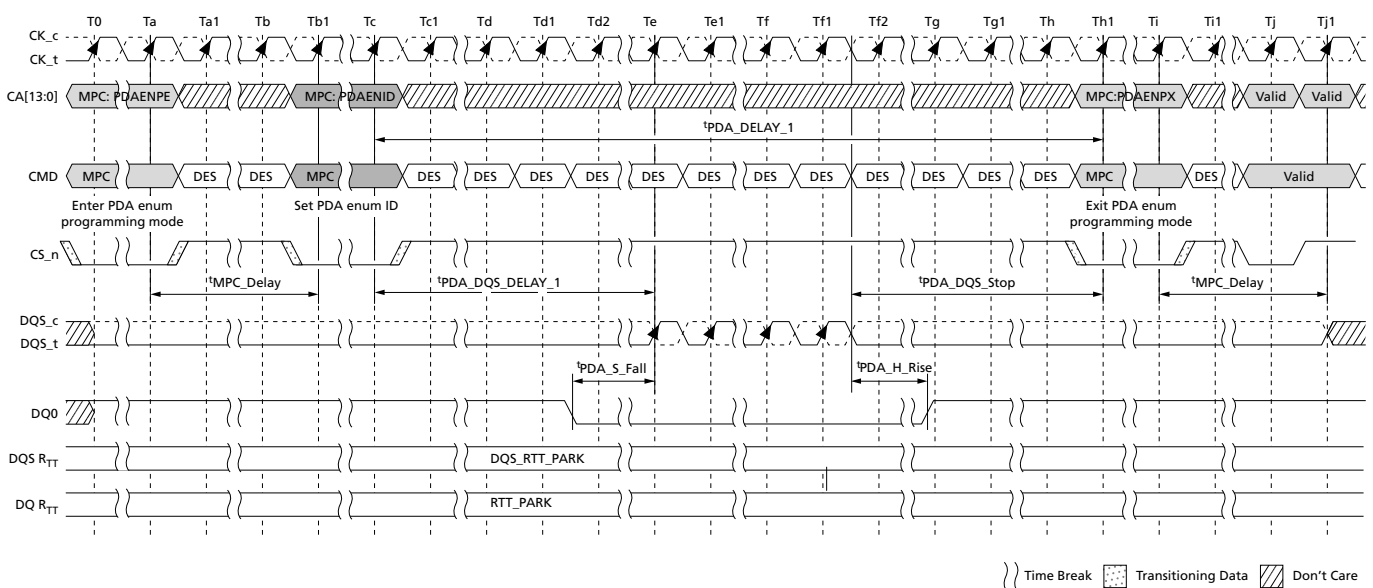 T0 Ta Ta1 Tb Tb1 Tc Tc1 Td Td1 Td2 Te Te1 Tf Tf1 Tf2 Tg Tg1 Th Th1 Ti Ti1 Tj Tj1
CK_c
CK_t
CA[13:0] MPC: PDAENPE MPC: PDAENID MPC:PDAENPX Valid Valid
tPDA_DELAY_1
CMD MPC DES DES MPC DES DES DES DES DES DES DES DES DES DES DES DES MPC DES Valid
Enter PDA enum programming mode
Set PDA enum ID
Exit PDA enum programming mode
CS_n
tMPC_Delay tPDA_DQS_DELAY_1 tPDA_DQS_Stop tMPC_Delay
DQS_c
DQS_t
tPDA_S_Fall tPDA_H_Rise
DQ0
DQS RTT DQS_RTT_PARK
DQ RTT RTT_PARK
Time Break Transitioning Data Don't Care